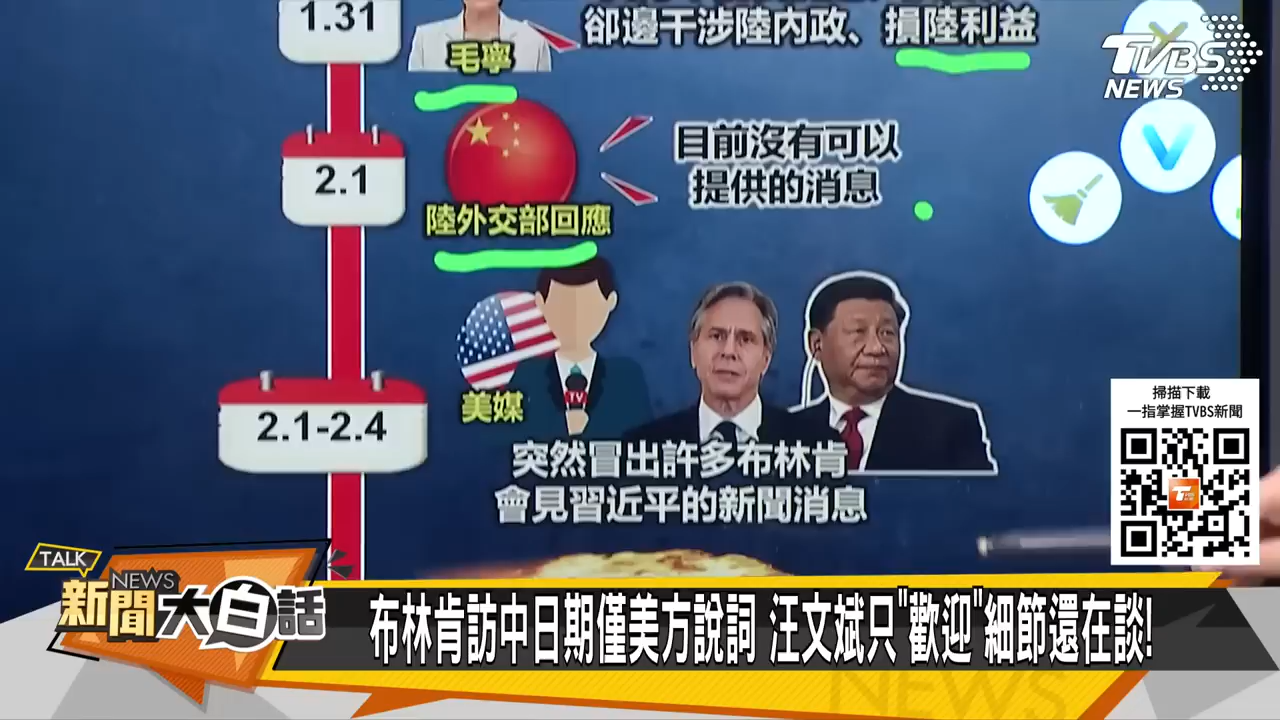 1.31
毛寧
卻邊干涉陸內政、損陸利益
TVBS
NEWS
2.1
陸外交部回應
目前沒有可以
提供的消息
TV
美媒
2.1-2.4
突然冒出許多布林肯
會見習近平的新聞消息
掃描下載
一指掌握TVBS新聞
TALK
NEWS
新聞大白話
布林肯訪中日期僅美方說詞 汪文斌只"歡迎"細節還在談!
NEWS